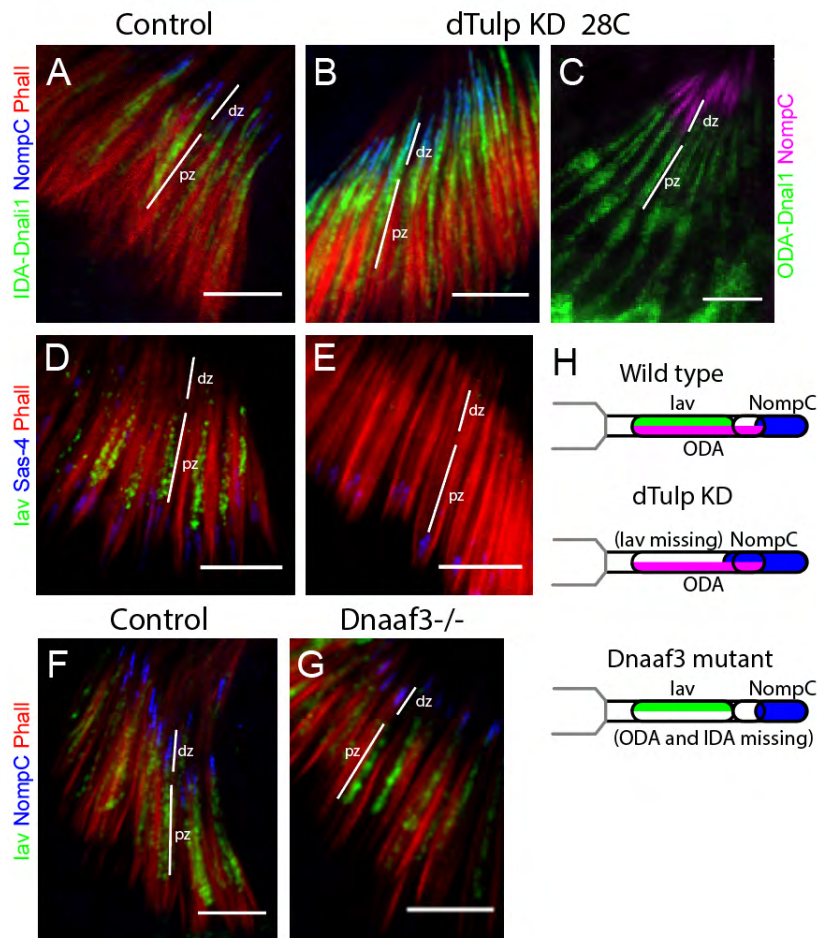 Control
dTulp KD 28C
IDA-Dnali1 NompC Phall
A
dz
pz
B
dz
pz
C
dz
pz
ODA-Dnal1 NompC
Iav Sas-4 Phall
D
dz
pz
E
dz
pz
H
Wild type
Iav NompC
ODA
dTulp KD
(Iav missing) NompC
ODA
Dnaaf3 mutant
Iav NompC
(ODA and IDA missing)
Control
Dnaaf3-/-
Iav NompC Phall
F
dz
pz
G
dz
pz